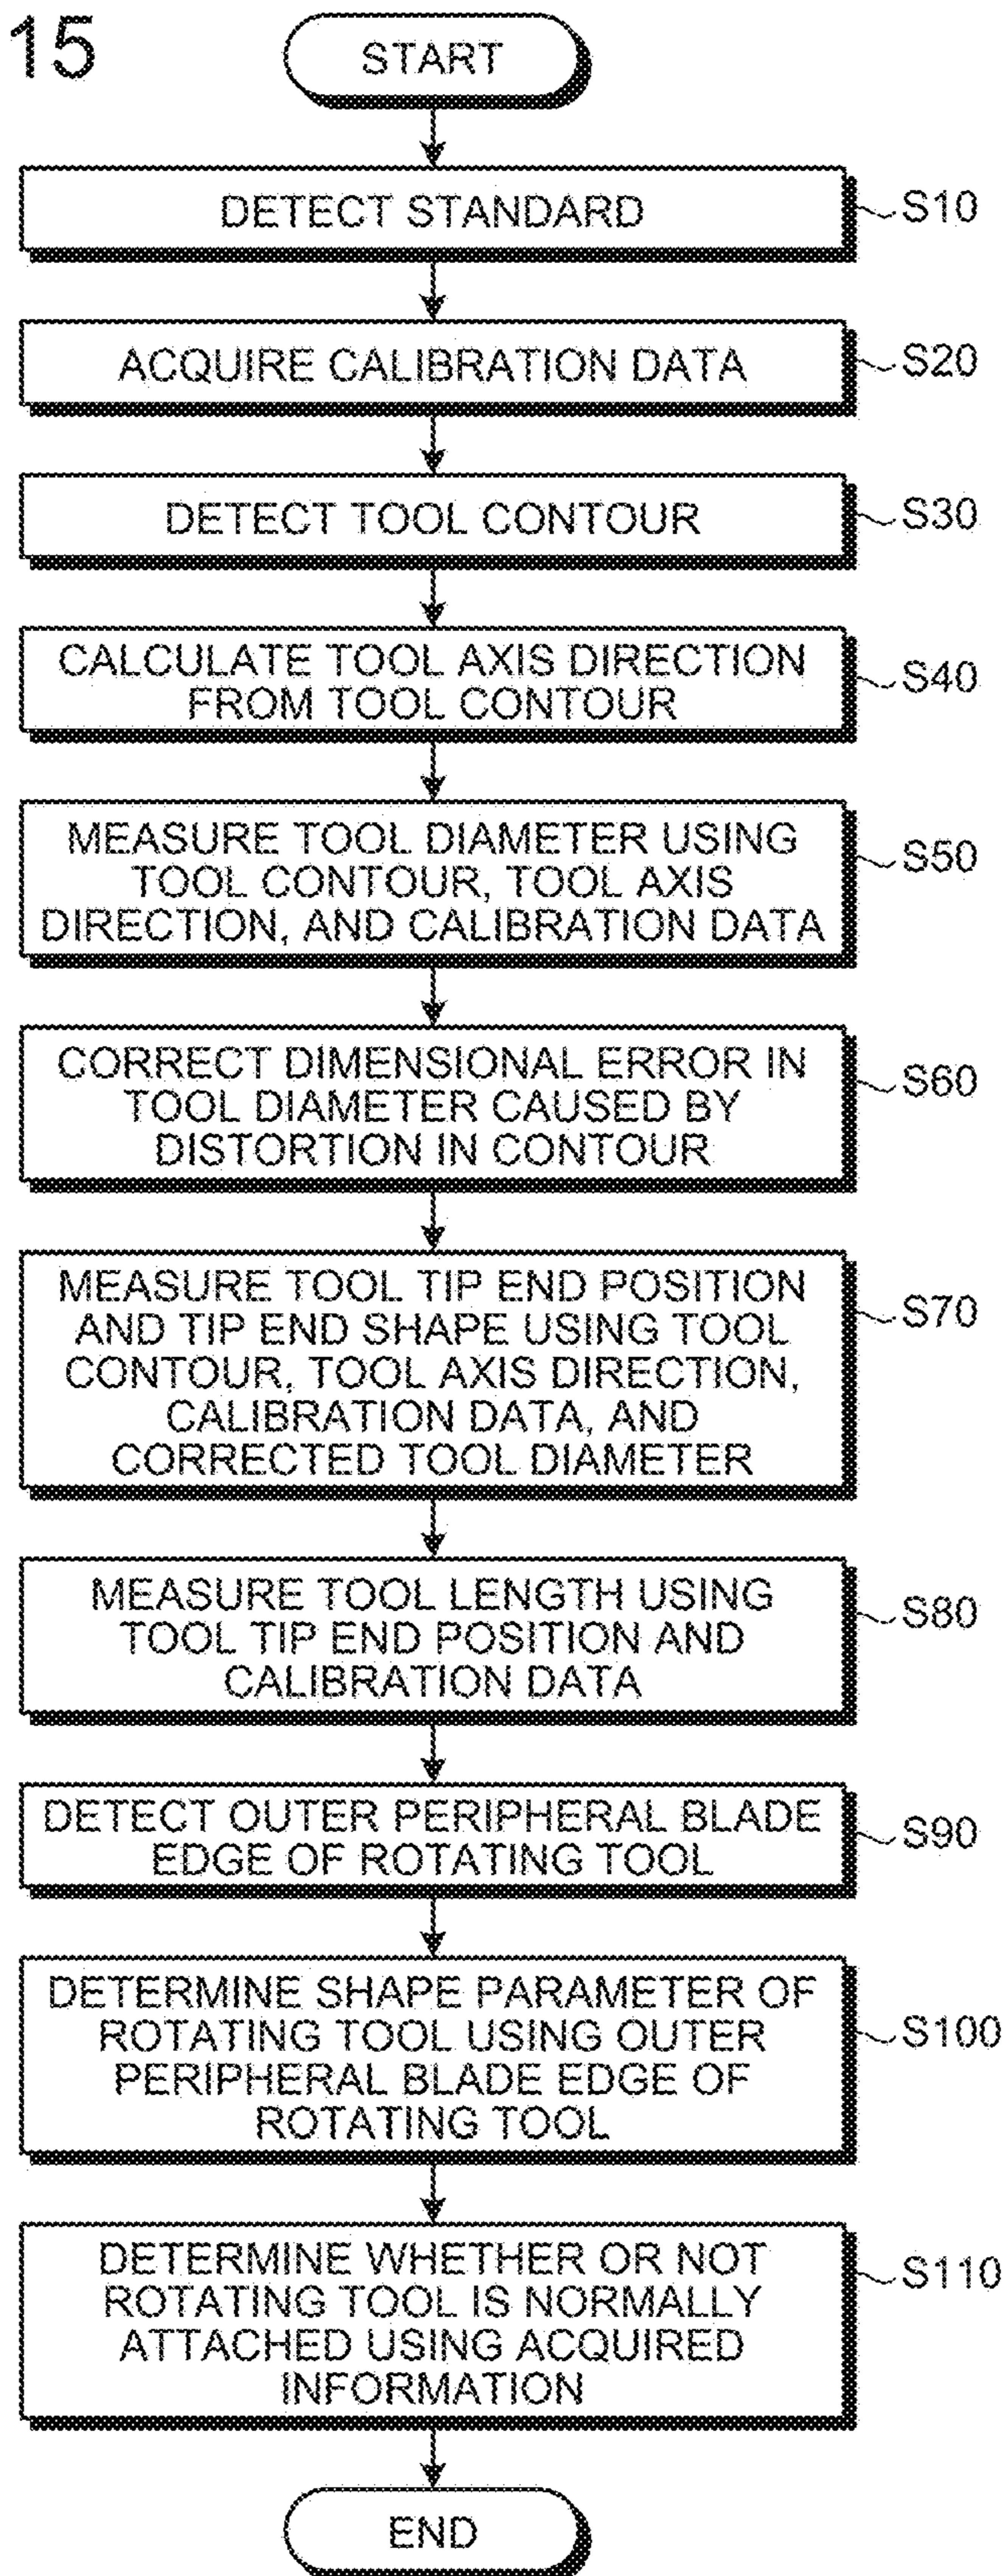 15
START
DETECT STANDARD
S10
ACQUIRE CALIBRATION DATA
S20
DETECT TOOL CONTOUR
S30
CALCULATE TOOL AXIS DIRECTION
FROM TOOL CONTOUR
S40
MEASURE TOOL DIAMETER USING
TOOL CONTOUR, TOOL AXIS
DIRECTION, AND CALIBRATION DATA
S50
CORRECT DIMENSIONAL ERROR IN
TOOL DIAMETER CAUSED BY
DISTORTION IN CONTOUR
S60
MEASURE TOOL TIP END POSITION
AND TIP END SHAPE USING TOOL
CONTOUR, TOOL AXIS DIRECTION,
CALIBRATION DATA, AND
CORRECTED TOOL DIAMETER
S70
MEASURE TOOL LENGTH USING
TOOL TIP END POSITION AND
CALIBRATION DATA
S80
DETECT OUTER PERIPHERAL BLADE
EDGE OF ROTATING TOOL
S90
DETERMINE SHAPE PARAMETER OF
ROTATING TOOL USING OUTER
PERIPHERAL BLADE EDGE OF
ROTATING TOOL
S100
DETERMINE WHETHER OR NOT
ROTATING TOOL IS NORMALLY
ATTACHED USING ACQUIRED
INFORMATION
S110
END